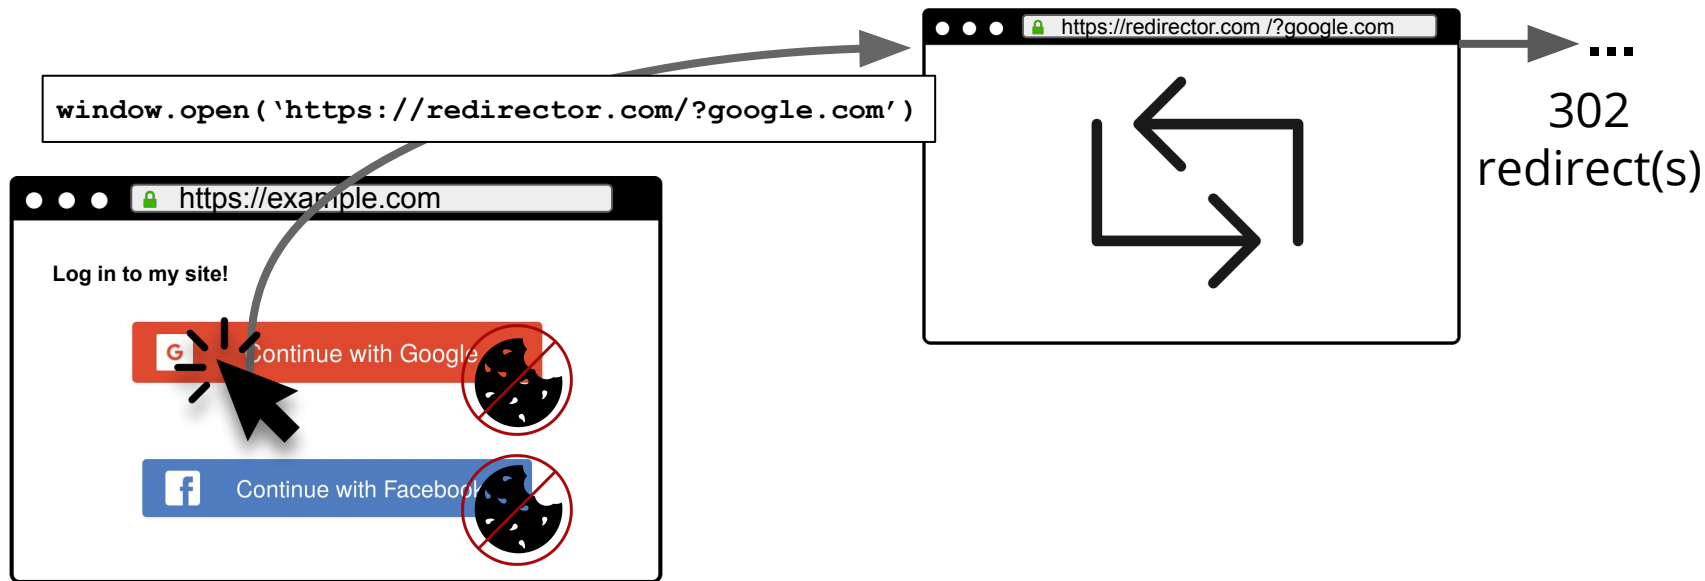 https://redirector.com /?google.com
...
302
redirect(s)
window.open(‘https://redirector.com/?google.com’)
https://example.com
Log in to my site!
G
Continue with Google
f
Continue with Facebook